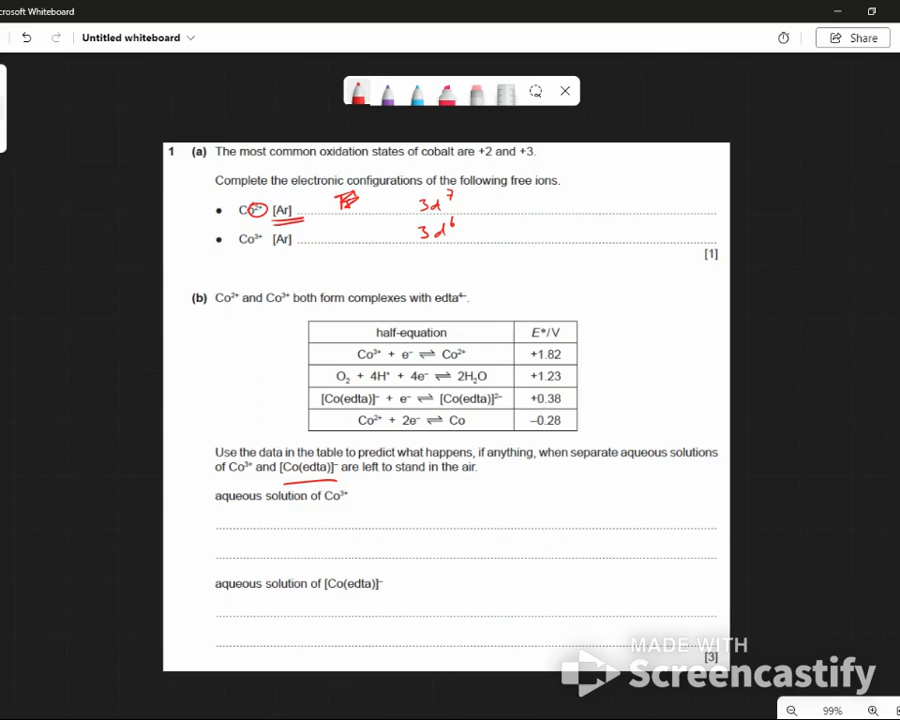 Microsoft Whiteboard
Untitled whiteboard
Share
1 (a) The most common oxidation states of cobalt are +2 and +3.
Complete the electronic configurations of the following free ions.
• Co²⁺ [Ar] 3d⁷
• Co³⁺ [Ar] 3d⁶
[1]
(b) Co²⁺ and Co³⁺ both form complexes with edta⁴⁻.
half-equation E°/V
Co³⁺ + e⁻ ⇌ Co²⁺ +1.82
O₂ + 4H⁺ + 4e⁻ ⇌ 2H₂O +1.23
[Co(edta)]⁻ + e⁻ ⇌ [Co(edta)]²⁻ +0.38
Co²⁺ + 2e⁻ ⇌ Co –0.28
Use the data in the table to predict what happens, if anything, when separate aqueous solutions
of Co³⁺ and [Co(edta)]⁻ are left to stand in the air.
aqueous solution of Co³⁺
aqueous solution of [Co(edta)]⁻
[3]
MADE WITH
Screencastify
99%